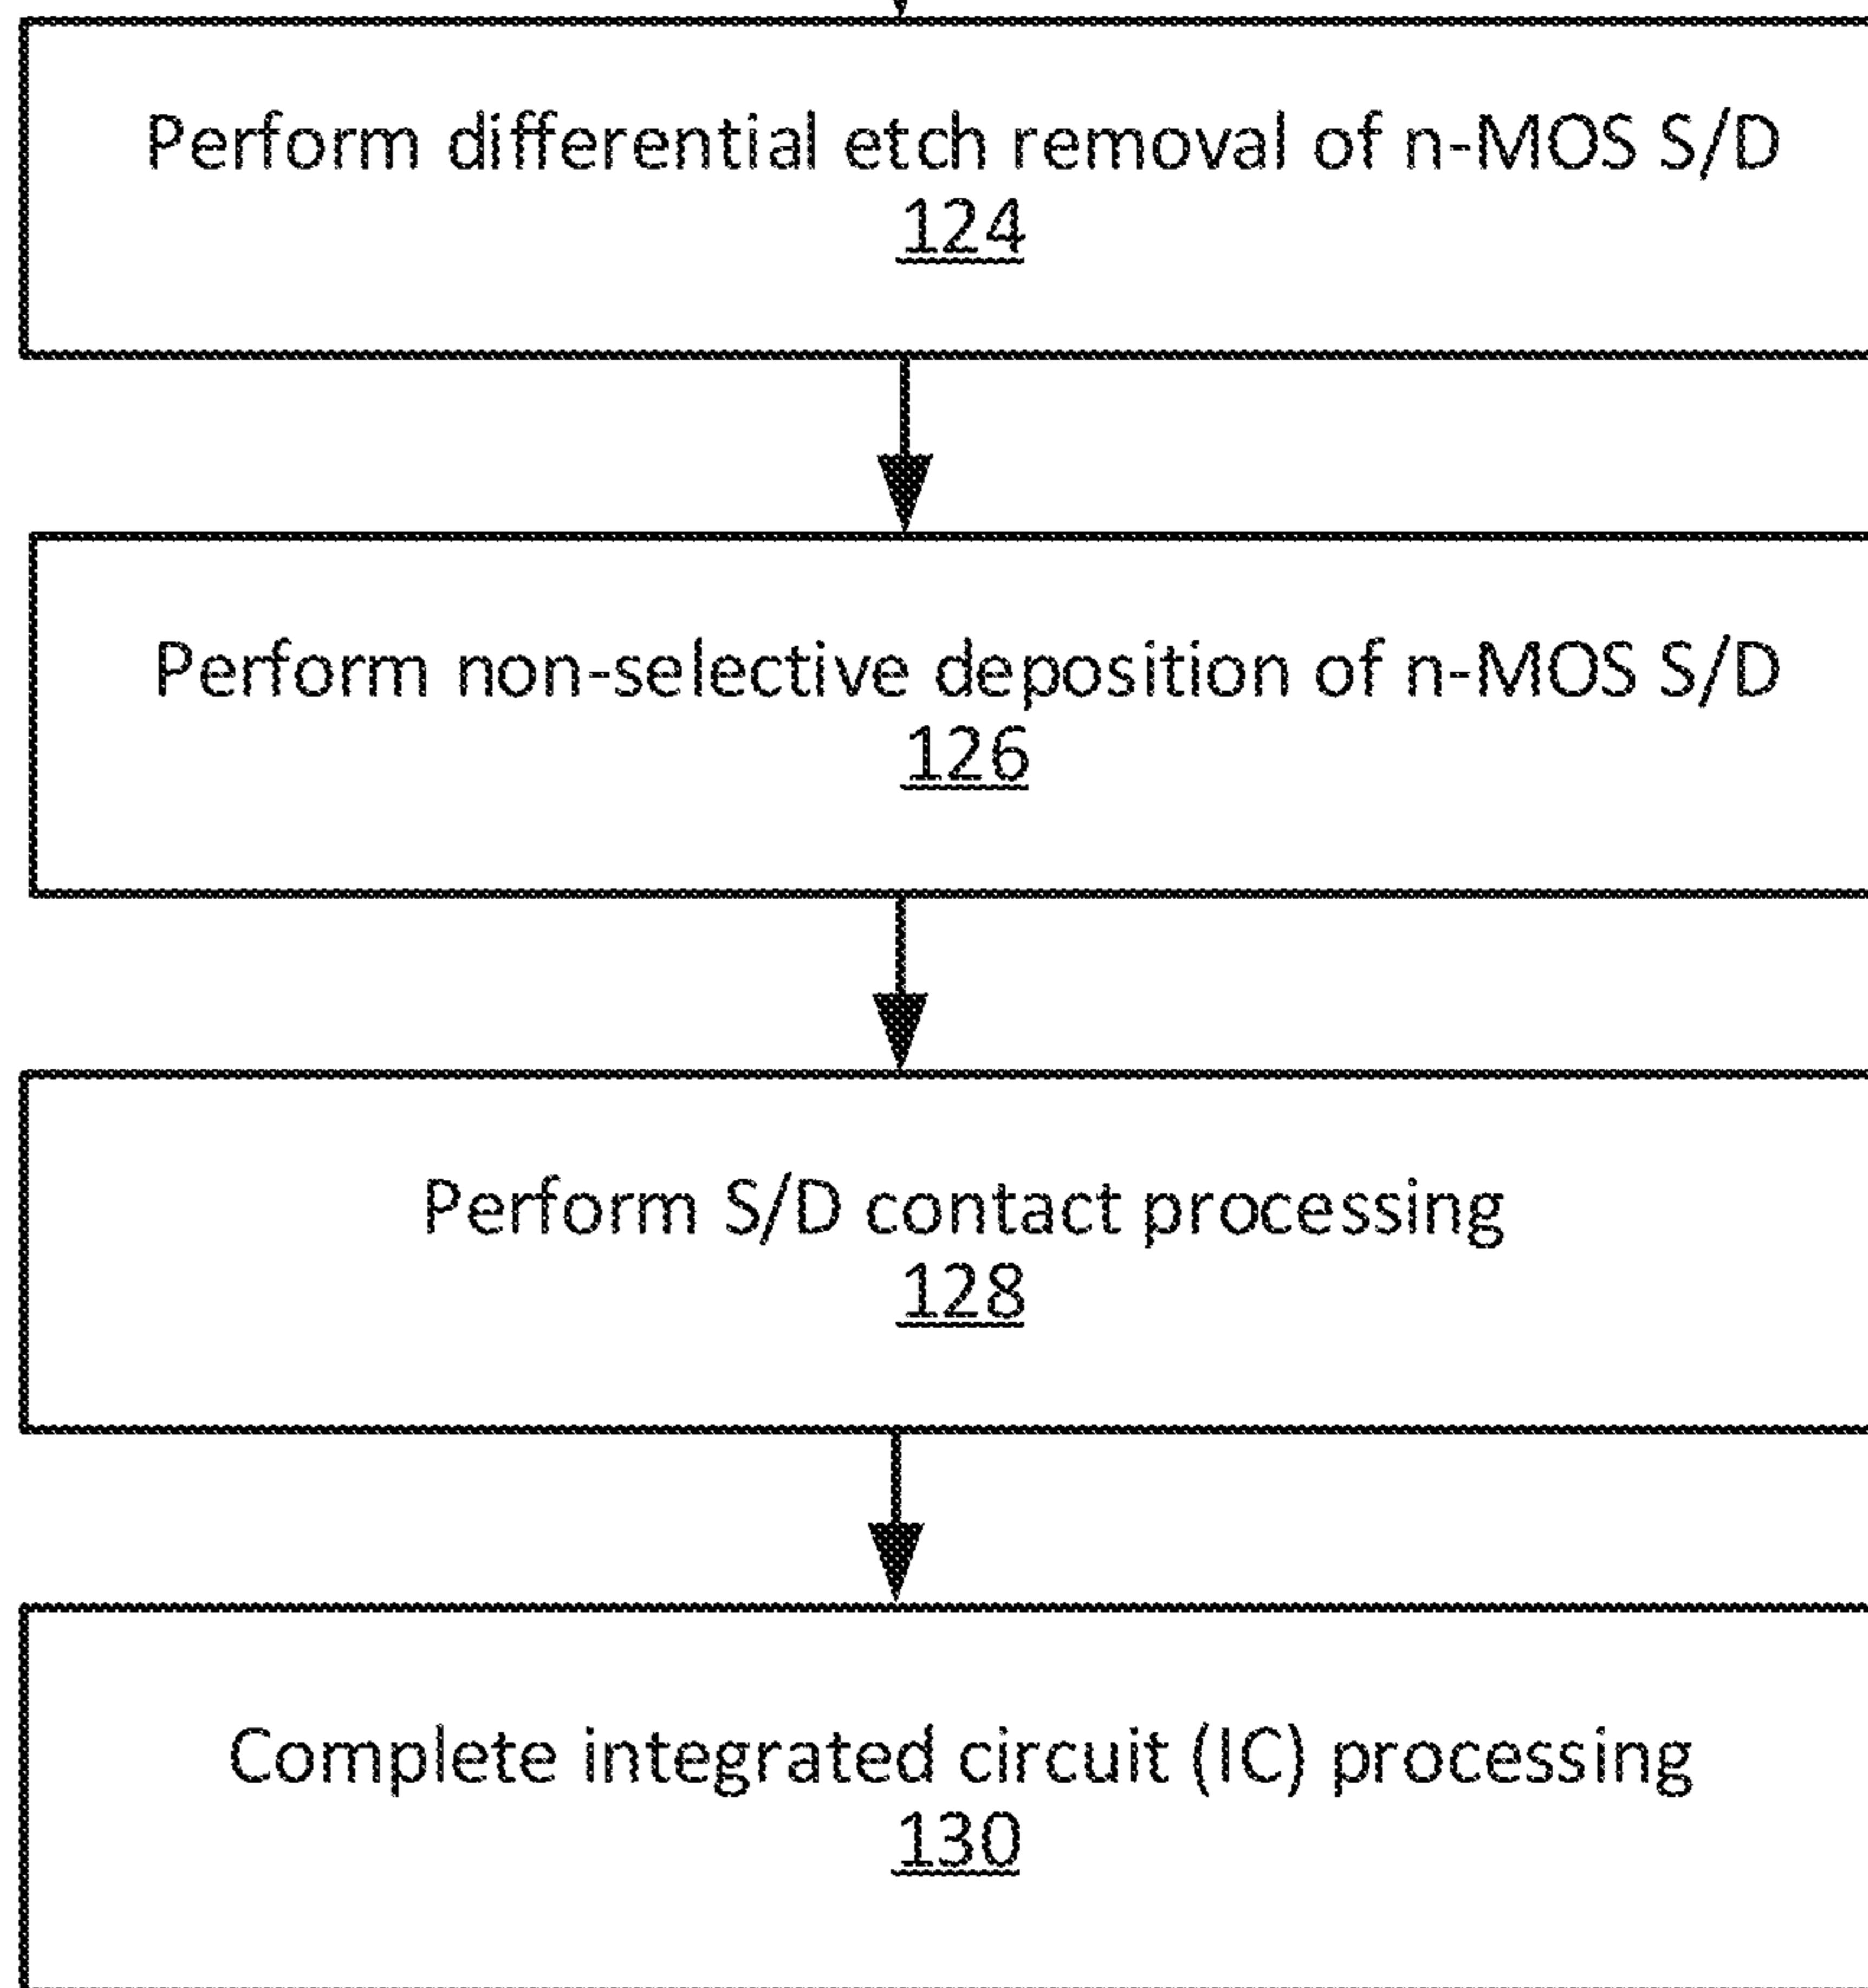 Perform differential etch removal of n-MOS S/D
124
Perform non-selective deposition of n-MOS S/D
126
Perform S/D contact processing
128
Complete integrated circuit (IC) processing
130